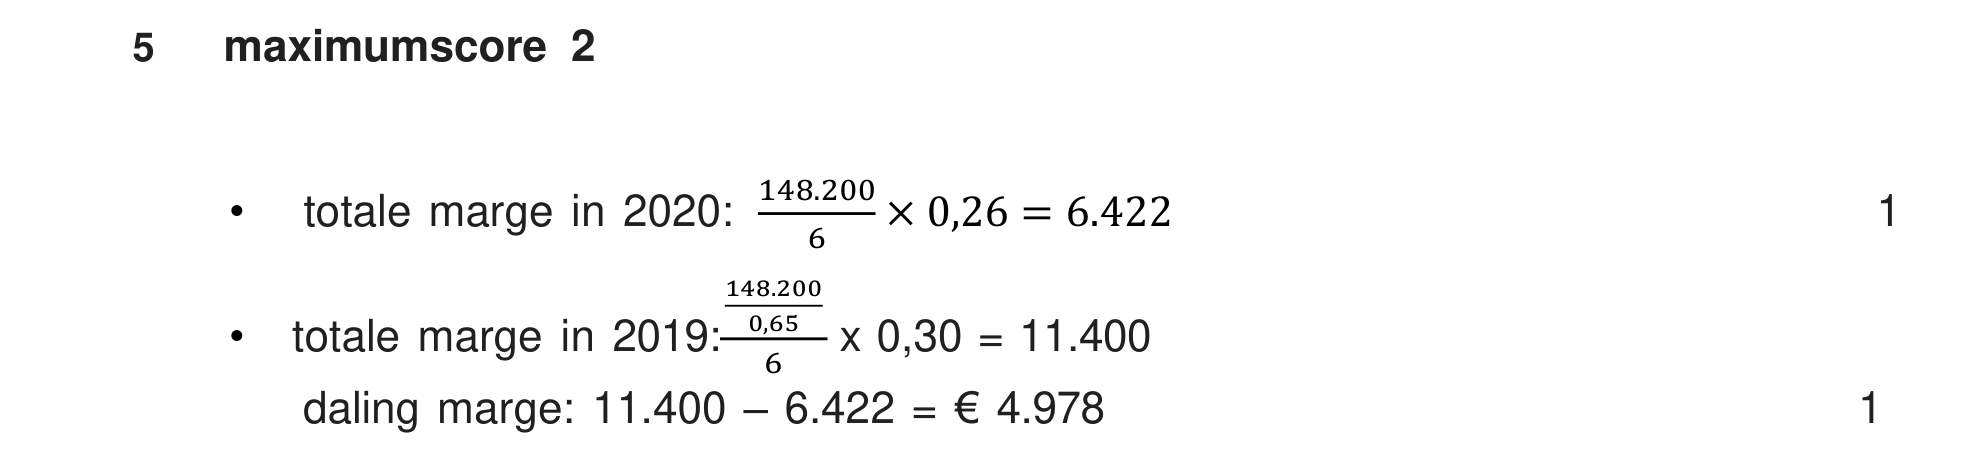 5 maximumscore 2
• totale marge in 2020: 148.200/6 × 0,26 = 6.422 1
• totale marge in 2019: 148.200/0,65/6 x 0,30 = 11.400
daling marge: 11.400 – 6.422 = € 4.978 1